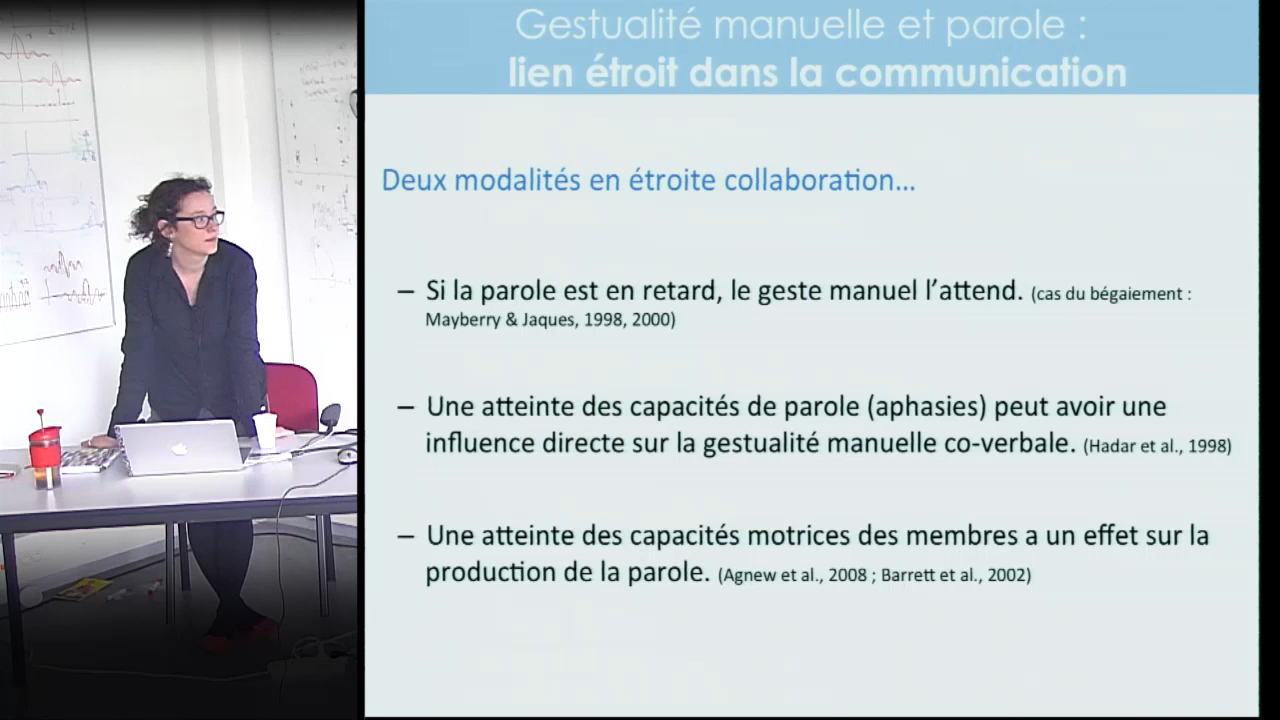 Gestualité manuelle et parole :
lien étroit dans la communication
Deux modalités en étroite collaboration...
– Si la parole est en retard, le geste manuel l'attend. (cas du bégaiement :
Mayberry & Jaques, 1998, 2000)
– Une atteinte des capacités de parole (aphasies) peut avoir une
influence directe sur la gestualité manuelle co-verbale. (Hadar et al., 1998)
– Une atteinte des capacités motrices des membres a un effet sur la
production de la parole. (Agnew et al., 2008 ; Barrett et al., 2002)